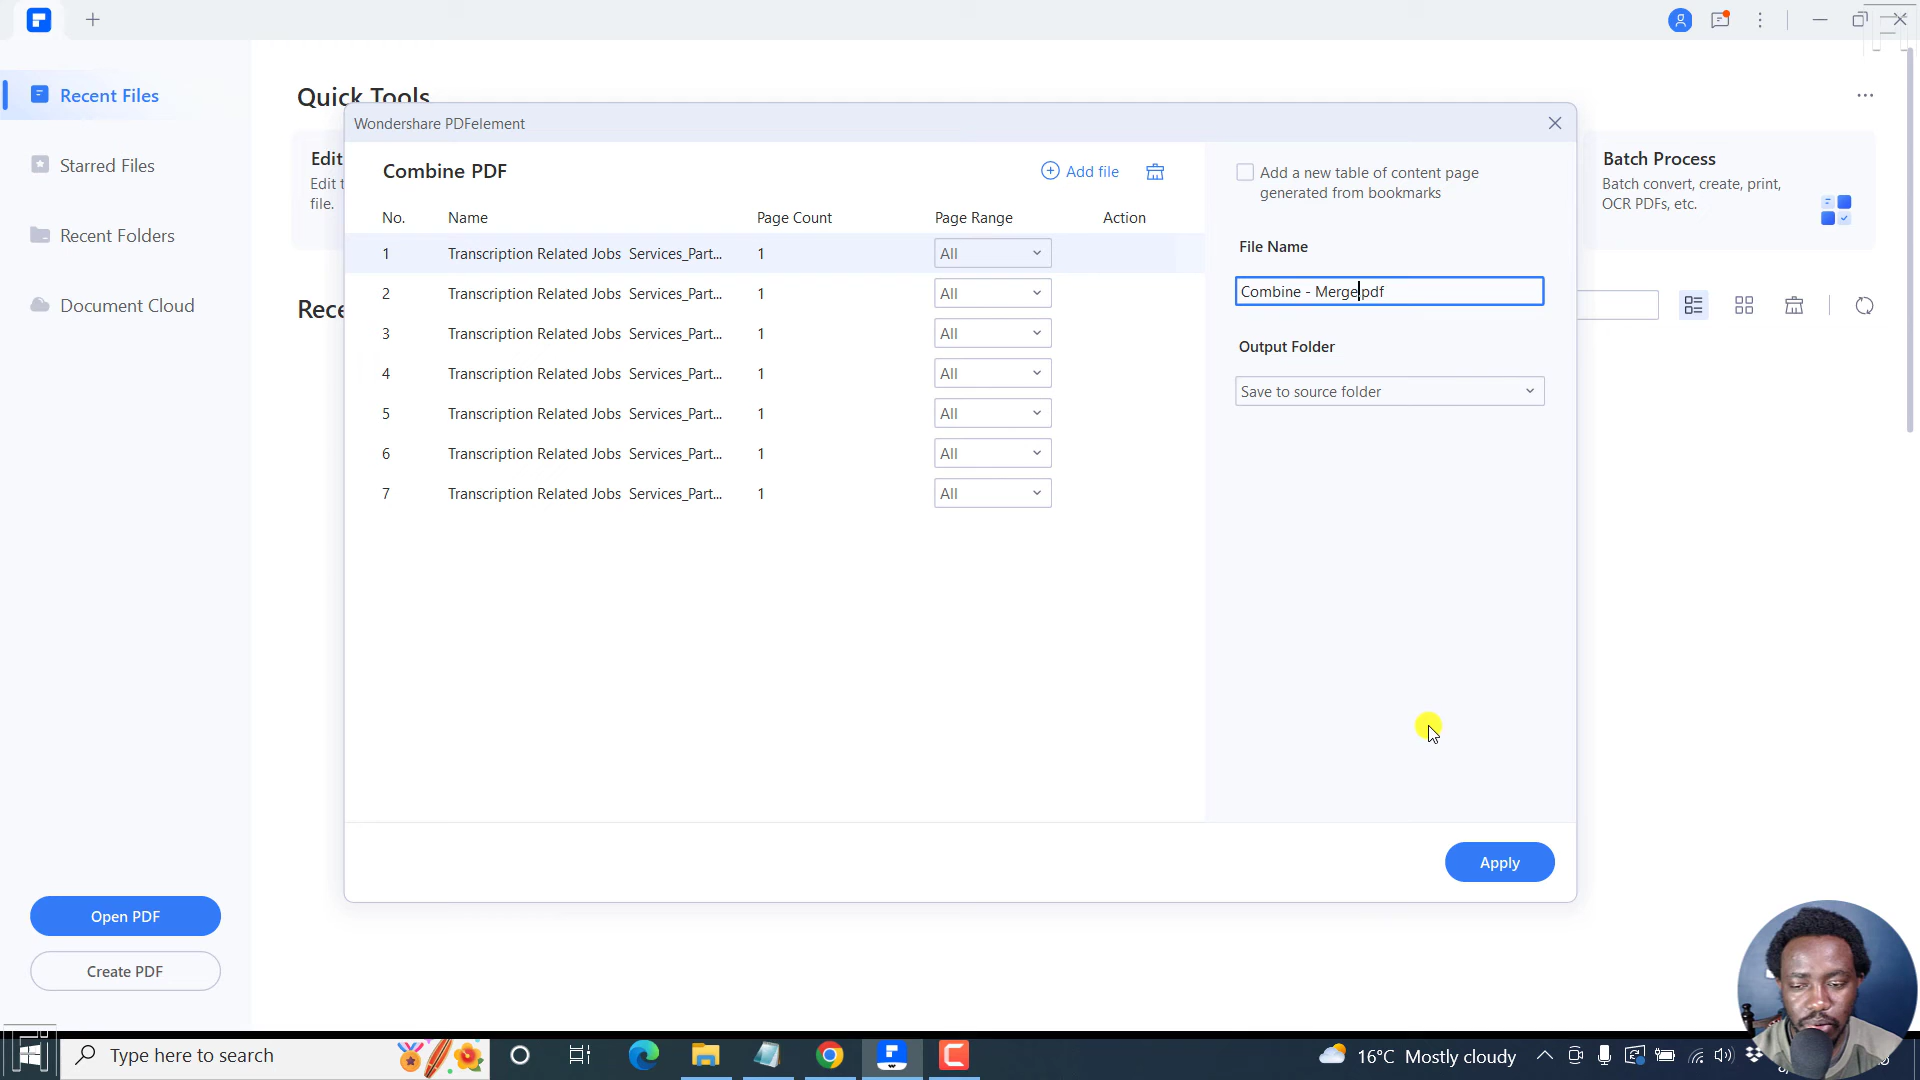 Recent Files
Starred Files
Recent Folders
Document Cloud
Open PDF
Create PDF
Quick Tools
Edit
Edit t
file.
Batch Process
Batch convert, create, print,
OCR PDFs, etc.
Rece
Wondershare PDFelement
Combine PDF
Add file
No. Name Page Count Page Range Action
1 Transcription Related Jobs Services_Part... 1 All
2 Transcription Related Jobs Services_Part... 1 All
3 Transcription Related Jobs Services_Part... 1 All
4 Transcription Related Jobs Services_Part... 1 All
5 Transcription Related Jobs Services_Part... 1 All
6 Transcription Related Jobs Services_Part... 1 All
7 Transcription Related Jobs Services_Part... 1 All
Add a new table of content page
generated from bookmarks
File Name
Combine - Merge.pdf
Output Folder
Save to source folder
Apply
Type here to search
16°C Mostly cloudy